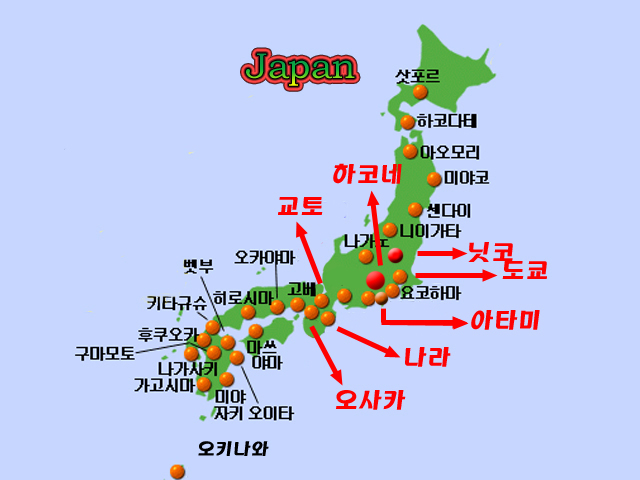 Japan
삿포르
하코다테
아오모리
미야코
하코네
교토
센다이
니이가타
나가노
닛코
오카야마
벳부
도쿄
고베
요코하마
키타규슈
히로시마
아타미
후쿠오카
마쓰
야마
구마모토
나라
나가사키
가고시마
미야
자키 오이타
오사카
오키나와